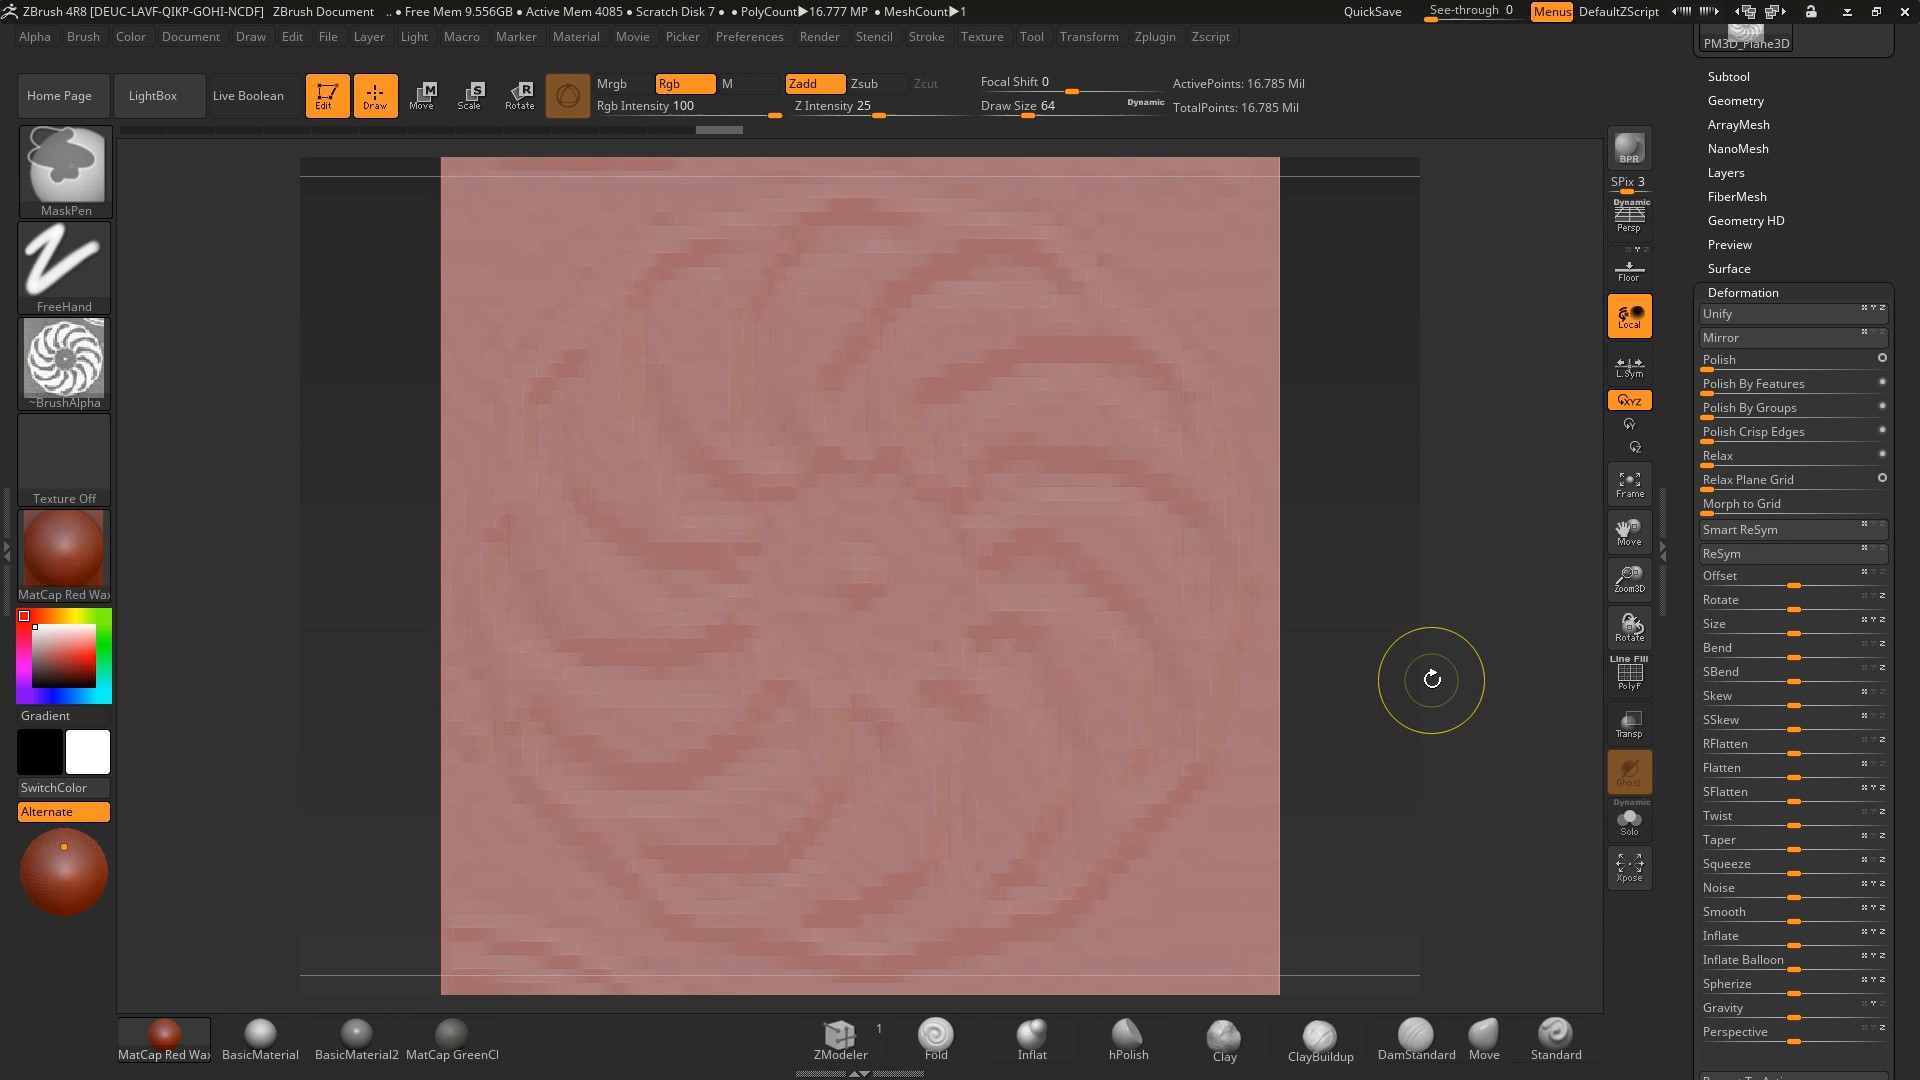 ZBrush 4R8 [DEUC-LAVF-QIKP-GOHI-NCDF] ZBrush Document .. ● Free Mem 9.556GB ● Active Mem 4085 ● Scratch Disk 7 ● ● PolyCount▶16.777 MP ● MeshCount▶1
QuickSave See-through 0 Menus DefaultZScript
Alpha Brush Color Document Draw Edit File Layer Light Macro Marker Material Movie Picker Preferences Render Stencil Stroke Texture Tool Transform Zplugin Zscript
PM3D_Plane3D
Home Page LightBox Live Boolean Edit Draw Move Scale Rotate
Mrgb Rgb M Zadd Zsub Zcut Focal Shift 0 ActivePoints: 16.785 Mil
Rgb Intensity 100 Z Intensity 25 Draw Size 64 Dynamic TotalPoints: 16.785 Mil
MaskPen
FreeHand
~BrushAlpha
Texture Off
MatCap Red Wax
Gradient
SwitchColor
Alternate
BPR
SPix 3
Dynamic
Persp
Floor
Local
L.Sym
XYZ
Y
Z
Frame
Move
Zoom3D
Rotate
Line Fill
PolyF
Transp
Ghost
Dynamic
Solo
Xpose
Subtool
Geometry
ArrayMesh
NanoMesh
Layers
FiberMesh
Geometry HD
Preview
Surface
Deformation
Unify
Mirror
Polish
Polish By Features
Polish By Groups
Polish Crisp Edges
Relax
Relax Plane Grid
Morph to Grid
Smart ReSym
ReSym
Offset
Rotate
Size
Bend
SBend
Skew
SSkew
RFlatten
Flatten
SFlatten
Twist
Taper
Squeeze
Noise
Smooth
Inflate
Inflate Balloon
Spherize
Gravity
Perspective
MatCap Red Wax BasicMaterial BasicMaterial2 MatCap GreenCl
1
ZModeler Fold Inflat hPolish Clay ClayBuildup DamStandard Move Standard